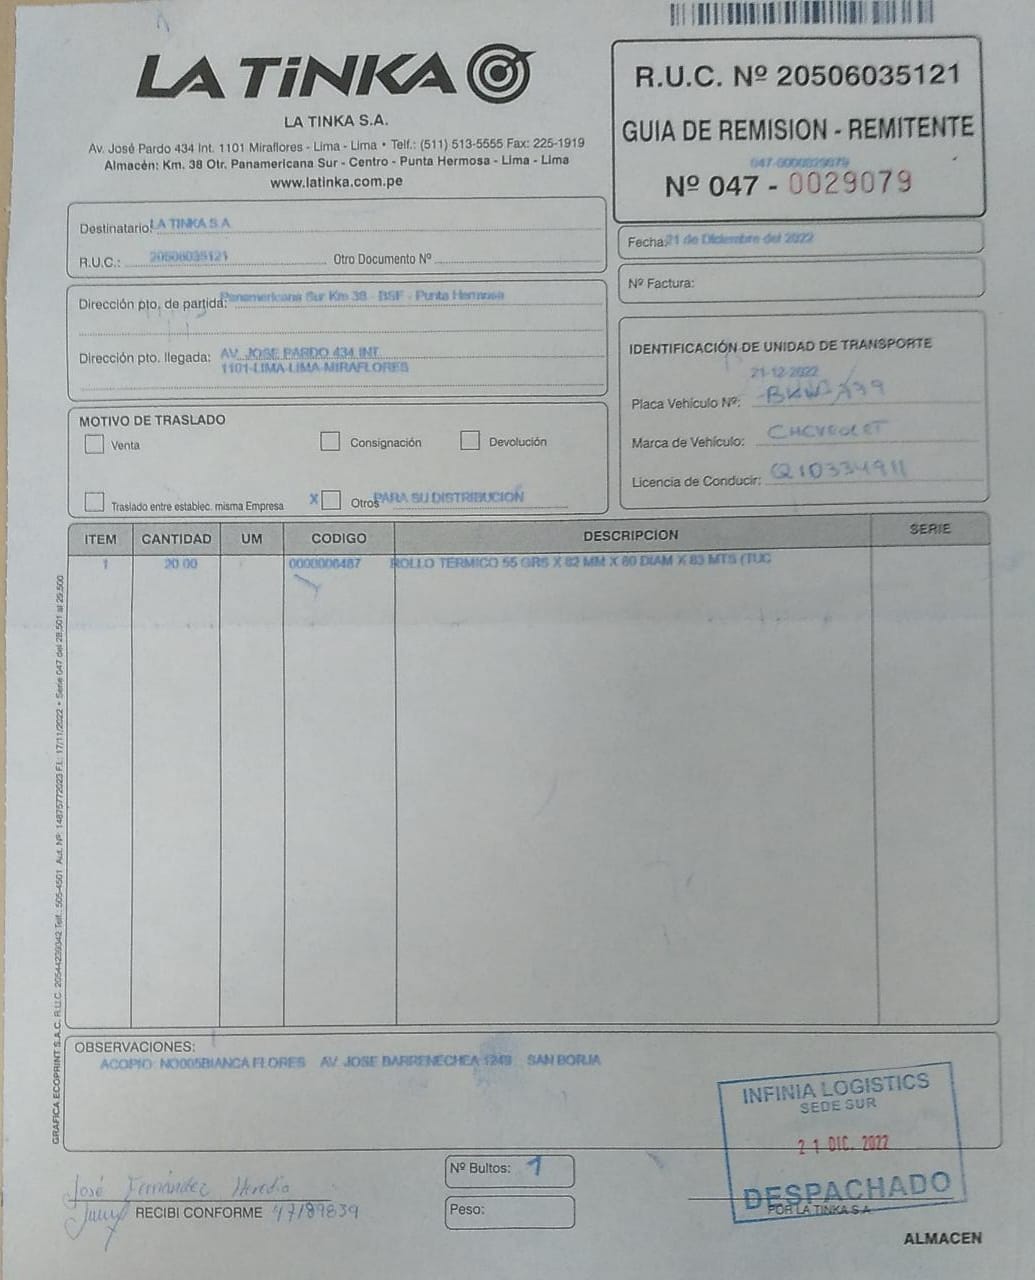 LA TiNKA
LA TINKA S.A.
Av. José Pardo 434 Int. 1101 Miraflores - Lima - Lima • Telf.: (511) 513-5555 Fax: 225-1919
Almacén: Km. 38 Otr. Panamericana Sur - Centro - Punta Hermosa - Lima - Lima
www.latinka.com.pe
R.U.C. Nº 20506035121
GUIA DE REMISION - REMITENTE
047-0000029079
Nº 047 - 0029079
Destinatario: LA TINKA S.A
R.U.C.: 20506035121 Otro Documento Nº
Fecha: 21 de Diciembre del 2022
Nº Factura:
Dirección pto. de partida: Panamericana Sur Km 38 - BSF - Punta Hermosa
Dirección pto. llegada: AV. JOSE PARDO 434 INT.
1101-LIMA-LIMA-MIRAFLORES
IDENTIFICACIÓN DE UNIDAD DE TRANSPORTE
21-12-2022
Placa Vehículo Nº:
Marca de Vehículo: CHEVROLET
Licencia de Conducir: Q10334911
MOTIVO DE TRASLADO
Venta Consignación Devolución
Traslado entre establec. misma Empresa X Otros PARA SU DISTRIBUCION
ITEM CANTIDAD UM CODIGO DESCRIPCION SERIE
1 20.00 0000006487 ROLLO TERMICO 55 GRS X 82 MM X 80 DIAM X 83 MTS (TUC
GRAFICA ECOPRINT S.A.C. R.U.C. 20544239042 Telf.: 505-4501 Aut. Nº: 14875772023 F.I.: 17/11/2022 • Serie 047 del 28,501 al 29,500
OBSERVACIONES:
ACOPIO: NO005BIANCA FLORES AV. JOSE BARRENECHEA 1249 SAN BORJA
INFINIA LOGISTICS
SEDE SUR
21 DIC. 2022
DESPACHADO
POR LA TINKA S.A
Nº Bultos: 1
Peso:
José Fernández Heredia
RECIBI CONFORME 47189839
ALMACEN